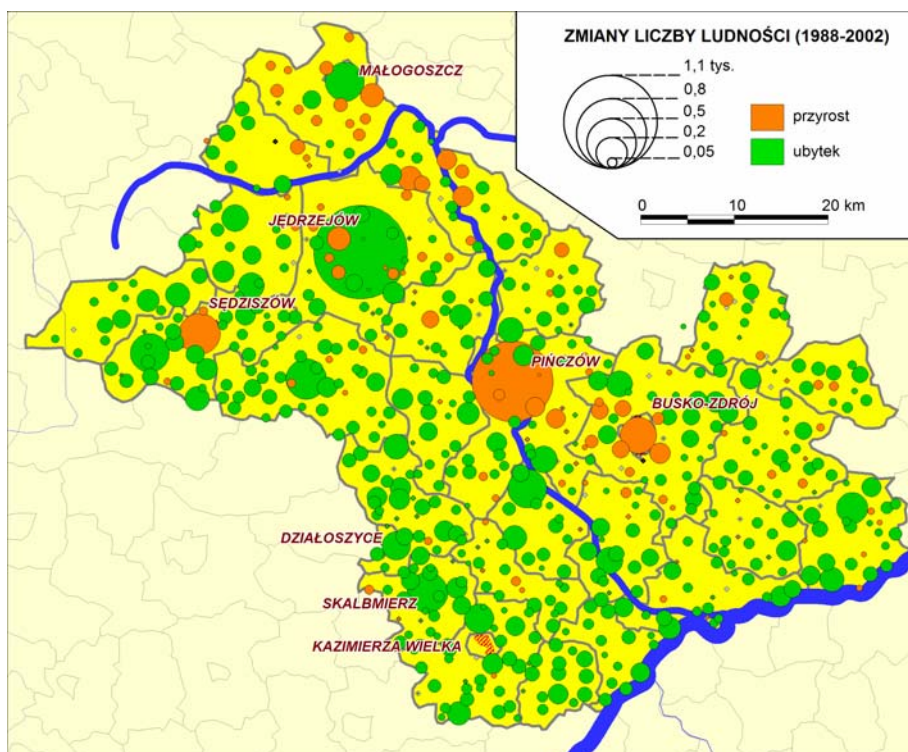 ZMIANY LICZBY LUDNOŚCI (1988-2002)
1,1 tys.
0,8
0,5
0,2
0,05
przyrost
ubytek
0 10 20 km
MAŁOGOSZCZ
JĘDRZEJÓW
SĘDZISZÓW
PIŃCZÓW
BUSKO-ZDRÓJ
DZIAŁOSZYCE
SKALBMIERZ
KAZIMIERZA WIELKA